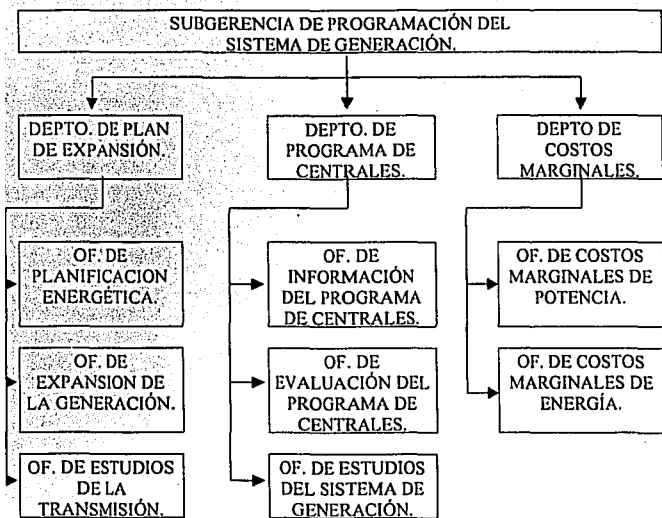 SUBGERENCIA DE PROGRAMACIÓN DEL
SISTEMA DE GENERACIÓN.
DEPTO. DE PLAN
DE EXPANSIÓN.
DEPTO. DE
PROGRAMA DE
CENTRALES.
DEPTO DE
COSTOS
MARGINALES.
OF. DE
PLANIFICACION
ENERGÉTICA.
OF. DE
INFORMACIÓN
DEL PROGRAMA
DE CENTRALES.
OF. DE COSTOS
MARGINALES DE
POTENCIA.
OF. DE
EXPANSION DE
LA GENERACIÓN.
OF. DE
EVALUACIÓN DEL
PROGRAMA DE
CENTRALES.
OF. DE COSTOS
MARGINALES DE
ENERGÍA.
OF. DE ESTUDIOS
DE LA
TRANSMISIÓN.
OF. DE ESTUDIOS
DEL SISTEMA DE
GENERACIÓN.